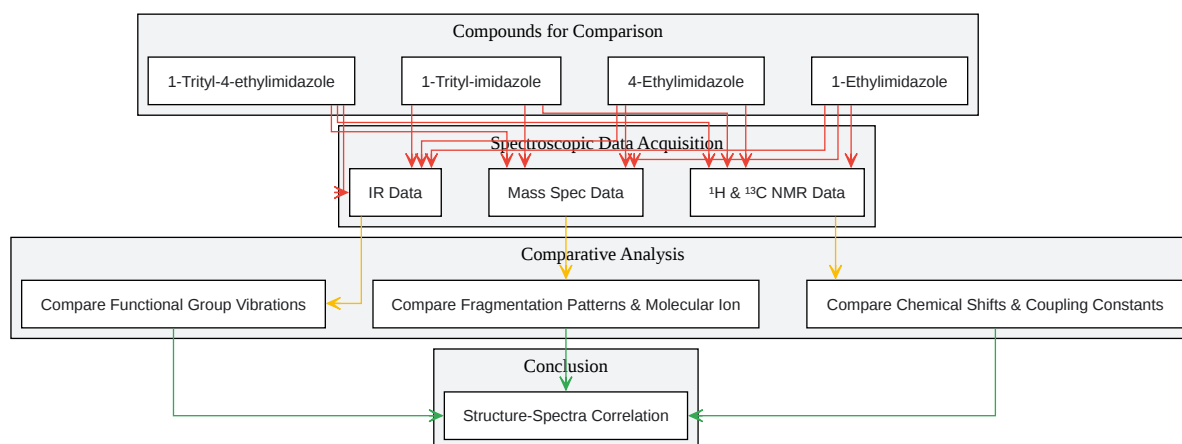 Compounds for Comparison
1-Trityl-4-ethylimidazole
1-Trityl-imidazole
4-Ethylimidazole
1-Ethylimidazole
Spectroscopic Data Acquisition
IR Data
Mass Spec Data
¹H & ¹³C NMR Data
Comparative Analysis
Compare Functional Group Vibrations
Compare Fragmentation Patterns & Molecular Ion
Compare Chemical Shifts & Coupling Constants
Conclusion
Structure-Spectra Correlation